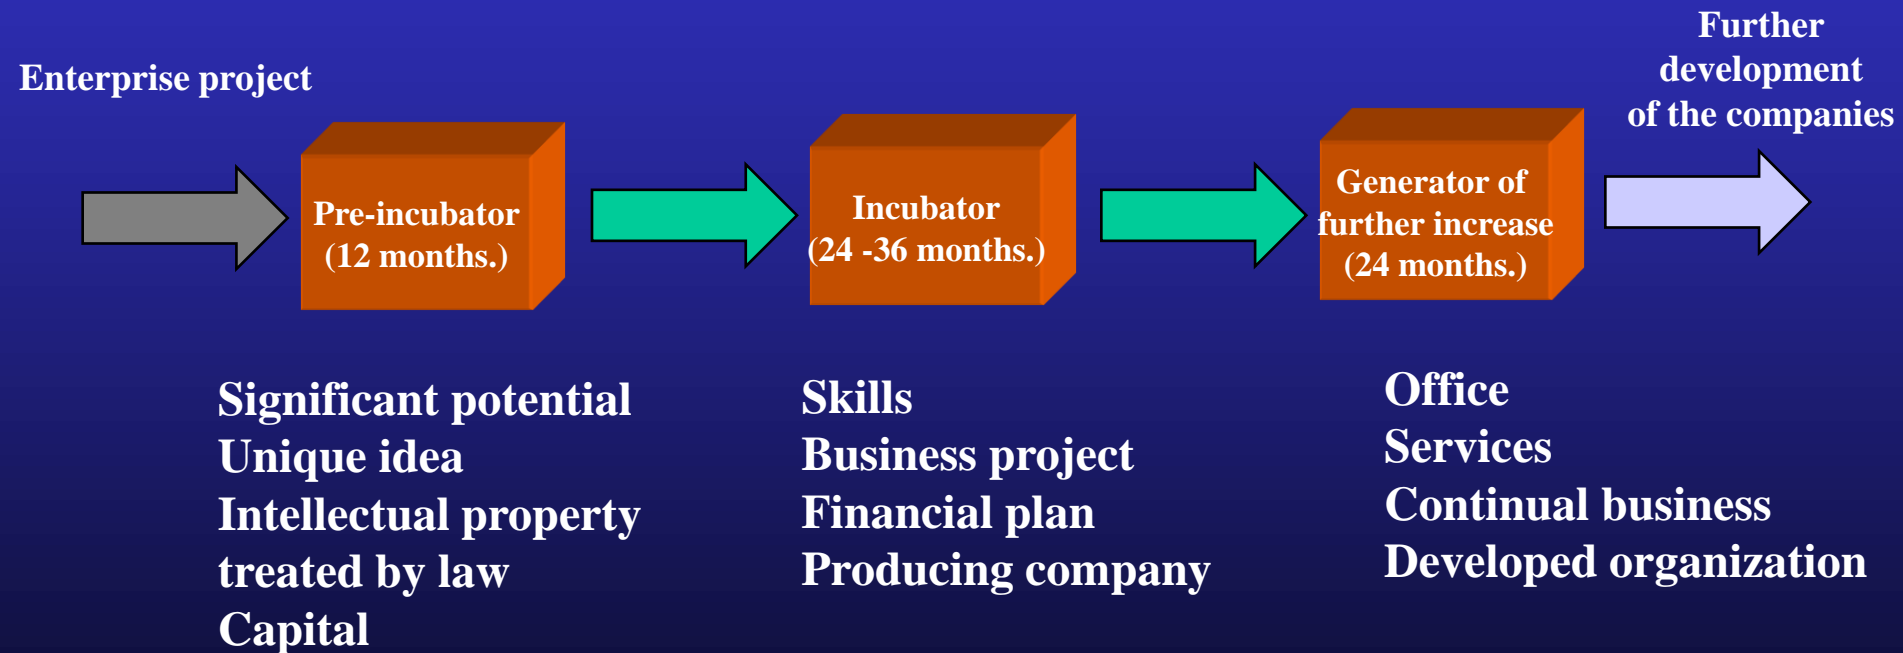 Enterprise project
Pre-incubator
(12 months.)
Incubator
(24 -36 months.)
Generator of
further increase
(24 months.)
Further
development
of the companies
Significant potential
Unique idea
Intellectual property
treated by law
Capital
Skills
Business project
Financial plan
Producing company
Office
Services
Continual business
Developed organization